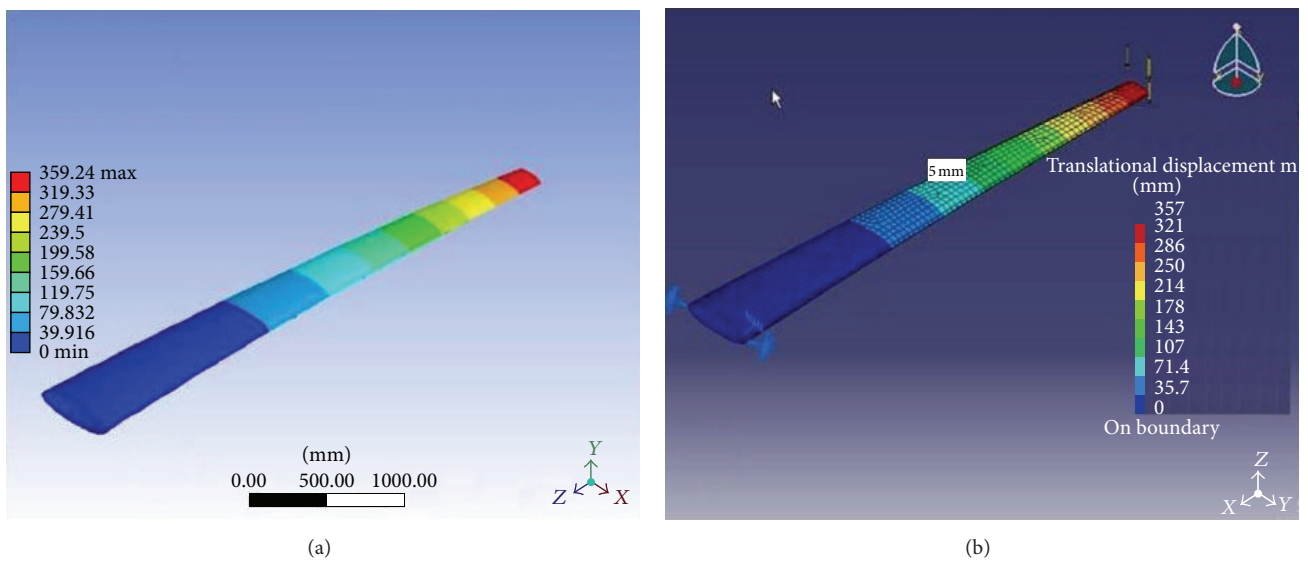 359.24 max
319.33
279.41
239.5
199.58
159.66
119.75
79.832
39.916
0 min
(mm)
0.00 500.00 1000.00
Y
Z X
(a)
5 mm
Translational displacement m
(mm)
357
321
286
250
214
178
143
107
71.4
35.7
0
On boundary
Z
X Y
(b)